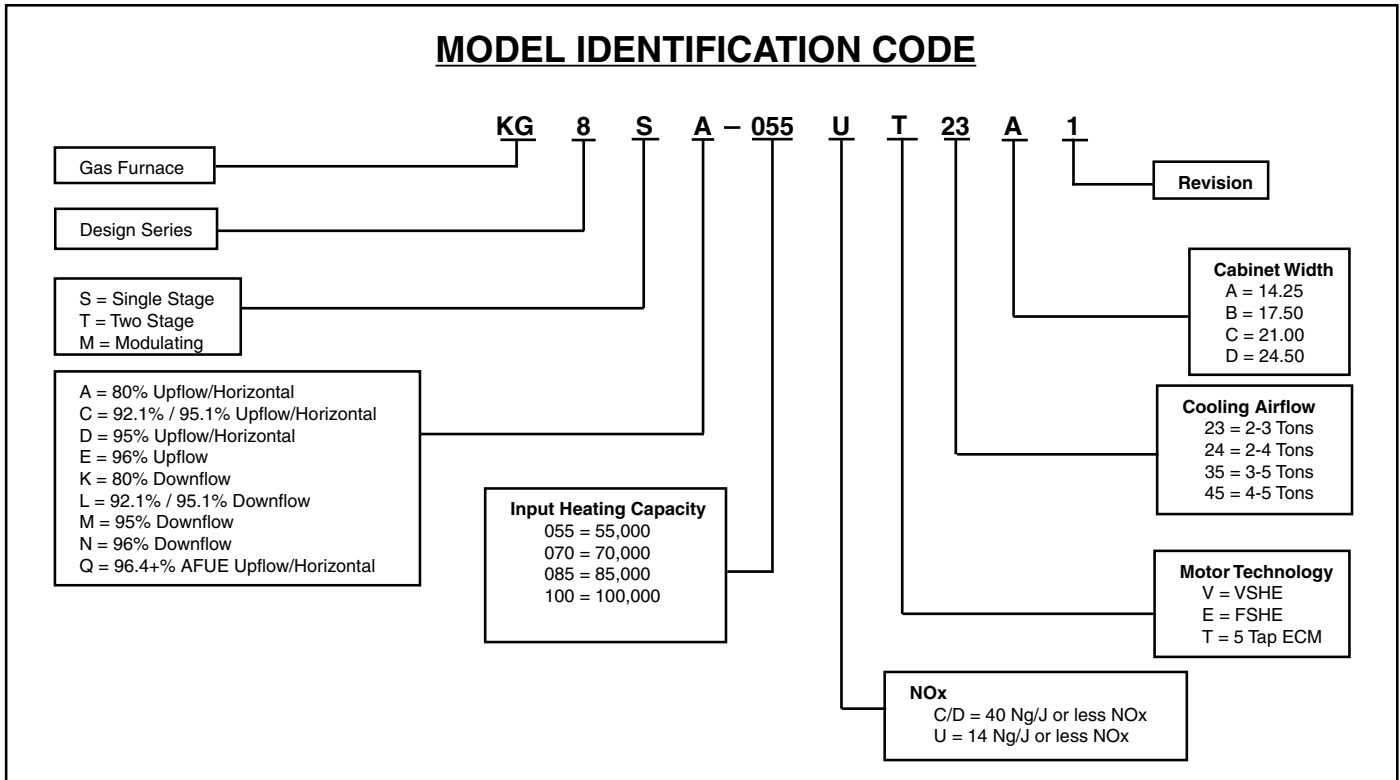 MODEL IDENTIFICATION CODE
KG 8 S A – 055 U T 23 A 1
Gas Furnace
Design Series
S = Single Stage
T = Two Stage
M = Modulating
A = 80% Upflow/Horizontal
C = 92.1% / 95.1% Upflow/Horizontal
D = 95% Upflow/Horizontal
E = 96% Upflow
K = 80% Downflow
L = 92.1% / 95.1% Downflow
M = 95% Downflow
N = 96% Downflow
Q = 96.4+% AFUE Upflow/Horizontal
Input Heating Capacity
055 = 55,000
070 = 70,000
085 = 85,000
100 = 100,000
Revision
Cabinet Width
A = 14.25
B = 17.50
C = 21.00
D = 24.50
Cooling Airflow
23 = 2-3 Tons
24 = 2-4 Tons
35 = 3-5 Tons
45 = 4-5 Tons
Motor Technology
V = VSHE
E = FSHE
T = 5 Tap ECM
NOx
C/D = 40 Ng/J or less NOx
U = 14 Ng/J or less NOx